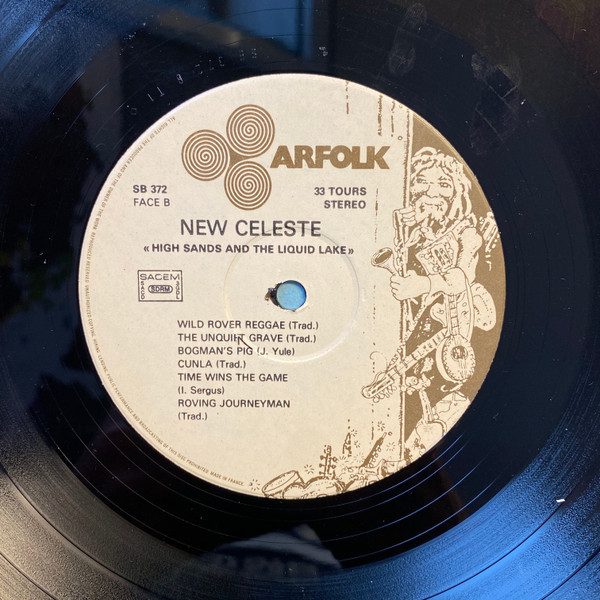 ARFOLK
SB 372
FACE B
33 TOURS
STEREO
NEW CELESTE
« HIGH SANDS AND THE LIQUID LAKE »
SACEM
SDRM
WILD ROVER REGGAE (Trad.)
THE UNQUIET GRAVE (Trad.)
BOGMAN'S PIG (J. Yule)
CUNLA (Trad.)
TIME WINS THE GAME
(I. Sergus)
ROVING JOURNEYMAN
(Trad.)